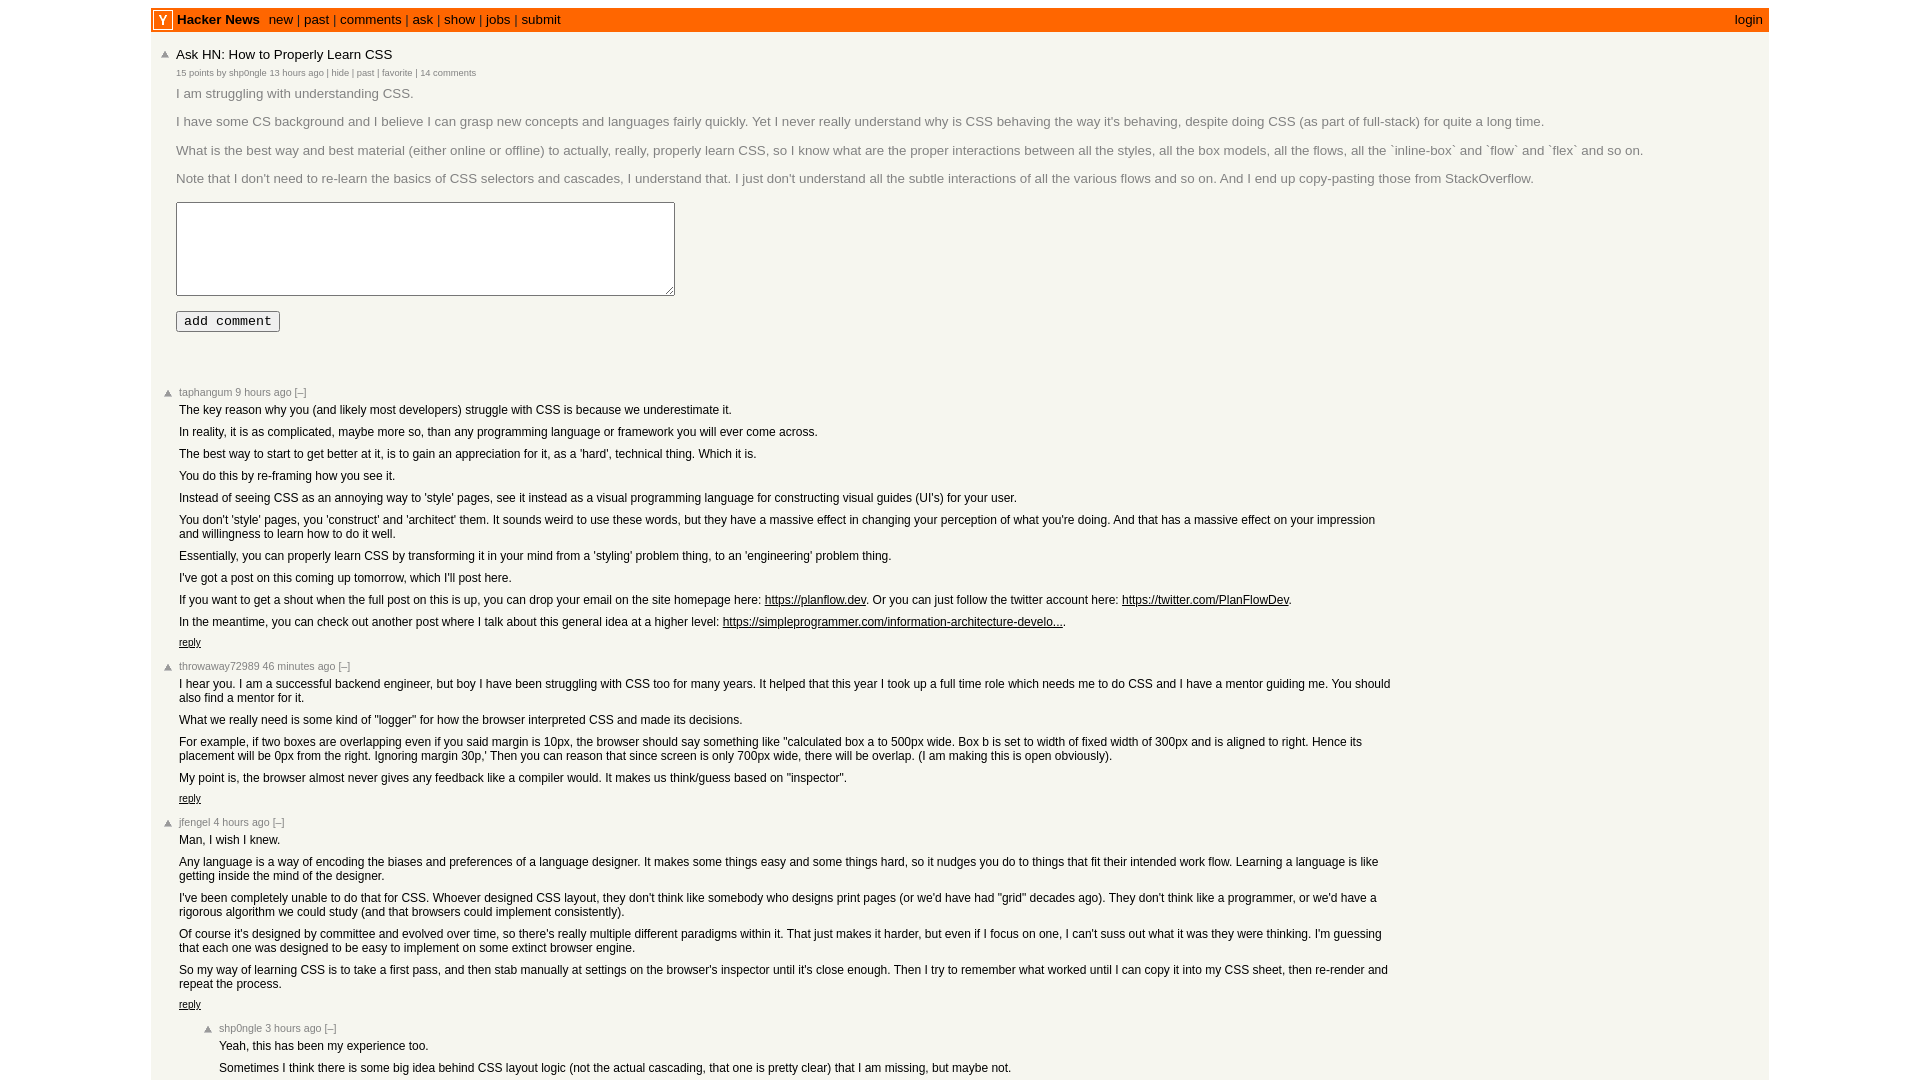 Y Hacker News new | past | comments | ask | show | jobs | submit login
Ask HN: How to Properly Learn CSS
15 points by shp0ngle 13 hours ago | hide | past | favorite | 14 comments
I am struggling with understanding CSS.
I have some CS background and I believe I can grasp new concepts and languages fairly quickly. Yet I never really understand why is CSS behaving the way it's behaving, despite doing CSS (as part of full-stack) for quite a long time.
What is the best way and best material (either online or offline) to actually, really, properly learn CSS, so I know what are the proper interactions between all the styles, all the box models, all the flows, all the `inline-box` and `flow` and `flex` and so on.
Note that I don't need to re-learn the basics of CSS selectors and cascades, I understand that. I just don't understand all the subtle interactions of all the various flows and so on. And I end up copy-pasting those from StackOverflow.
add comment
taphangum 9 hours ago [–]
The key reason why you (and likely most developers) struggle with CSS is because we underestimate it.
In reality, it is as complicated, maybe more so, than any programming language or framework you will ever come across.
The best way to start to get better at it, is to gain an appreciation for it, as a 'hard', technical thing. Which it is.
You do this by re-framing how you see it.
Instead of seeing CSS as an annoying way to 'style' pages, see it instead as a visual programming language for constructing visual guides (UI's) for your user.
You don't 'style' pages, you 'construct' and 'architect' them. It sounds weird to use these words, but they have a massive effect in changing your perception of what you're doing. And that has a massive effect on your impression
and willingness to learn how to do it well.
Essentially, you can properly learn CSS by transforming it in your mind from a 'styling' problem thing, to an 'engineering' problem thing.
I've got a post on this coming up tomorrow, which I'll post here.
If you want to get a shout when the full post on this is up, you can drop your email on the site homepage here: https://planflow.dev. Or you can just follow the twitter account here: https://twitter.com/PlanFlowDev.
In the meantime, you can check out another post where I talk about this general idea at a higher level: https://simpleprogrammer.com/information-architecture-develo....
reply
throwaway72989 46 minutes ago [–]
I hear you. I am a successful backend engineer, but boy I have been struggling with CSS too for many years. It helped that this year I took up a full time role which needs me to do CSS and I have a mentor guiding me. You should
also find a mentor for it.
What we really need is some kind of "logger" for how the browser interpreted CSS and made its decisions.
For example, if two boxes are overlapping even if you said margin is 10px, the browser should say something like "calculated box a to 500px wide. Box b is set to width of fixed width of 300px and is aligned to right. Hence its
placement will be 0px from the right. Ignoring margin 30p,' Then you can reason that since screen is only 700px wide, there will be overlap. (I am making this is open obviously).
My point is, the browser almost never gives any feedback like a compiler would. It makes us think/guess based on "inspector".
reply
jfengel 4 hours ago [–]
Man, I wish I knew.
Any language is a way of encoding the biases and preferences of a language designer. It makes some things easy and some things hard, so it nudges you do to things that fit their intended work flow. Learning a language is like
getting inside the mind of the designer.
I've been completely unable to do that for CSS. Whoever designed CSS layout, they don't think like somebody who designs print pages (or we'd have had "grid" decades ago). They don't think like a programmer, or we'd have a
rigorous algorithm we could study (and that browsers could implement consistently).
Of course it's designed by committee and evolved over time, so there's really multiple different paradigms within it. That just makes it harder, but even if I focus on one, I can't suss out what it was they were thinking. I'm guessing
that each one was designed to be easy to implement on some extinct browser engine.
So my way of learning CSS is to take a first pass, and then stab manually at settings on the browser's inspector until it's close enough. Then I try to remember what worked until I can copy it into my CSS sheet, then re-render and
repeat the process.
reply
shp0ngle 3 hours ago [–]
Yeah, this has been my experience too.
Sometimes I think there is some big idea behind CSS layout logic (not the actual cascading, that one is pretty clear) that I am missing, but maybe not.